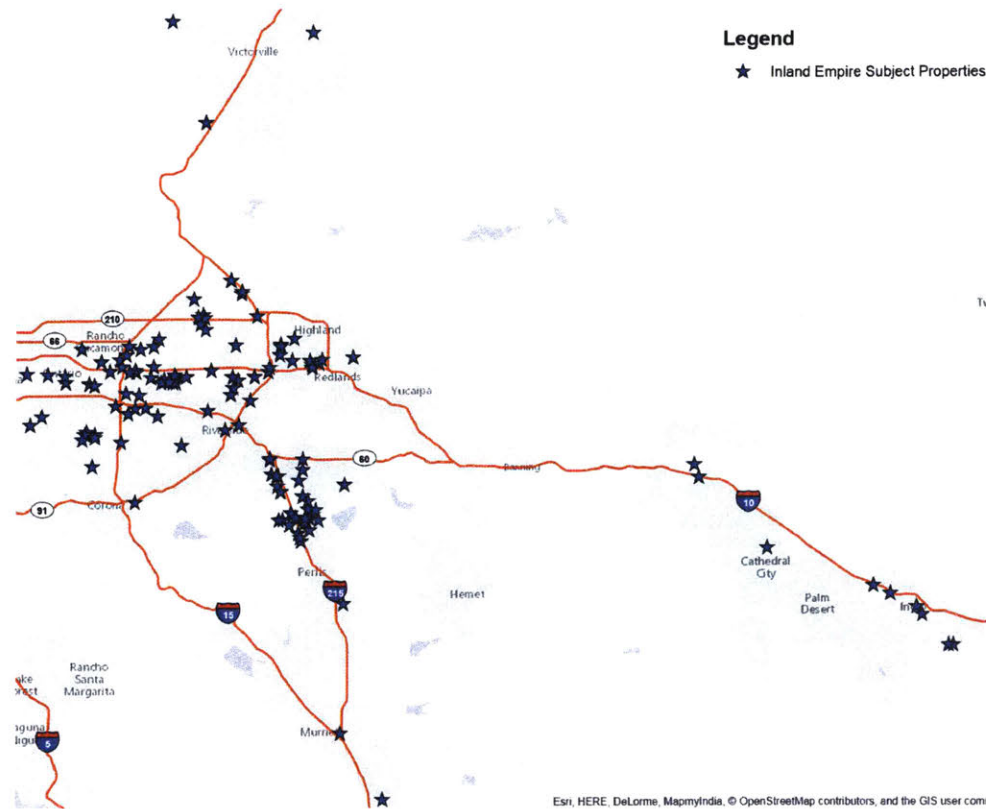 Legend
Inland Empire Subject Properties
Victorville
210
Highland
66
Rancho
Redlands
Yucaipa
60
Banning
10
91
Corona
Cathedral
City
Perris
215
Hemet
Palm
Desert
15
Rancho
Santa
Margarita
5
Esri, HERE, DeLorme, MapmyIndia, © OpenStreetMap contributors, and the GIS user com